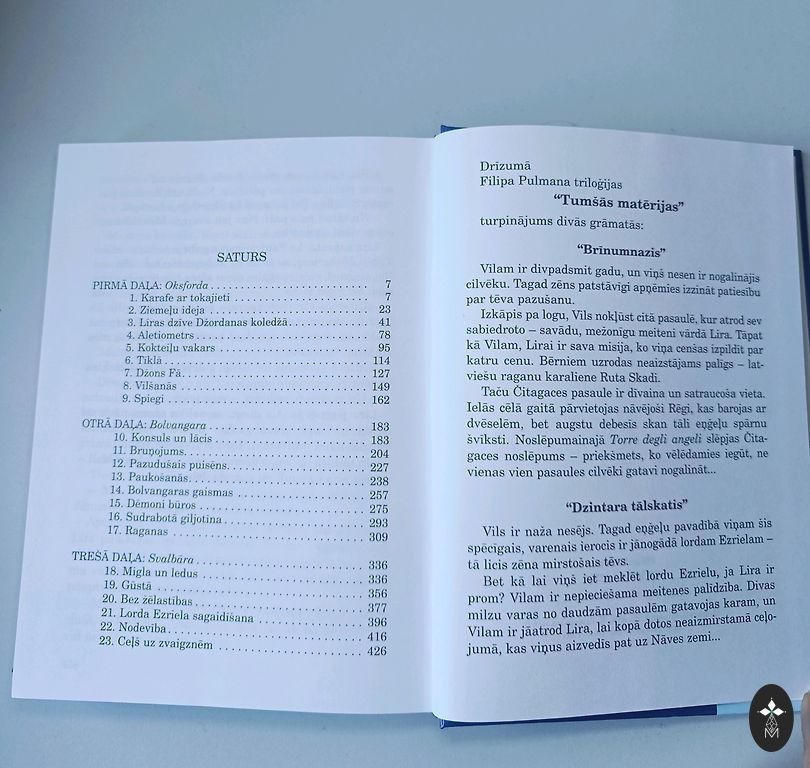 SATURS
PIRMĀ DAĻA: Oksforda . . . . . . . . . . . . . . . . . . . . . . . . 7
1. Karafe ar tokajieti . . . . . . . . . . . . . . . . . . . . 7
2. Ziemeļu ideja . . . . . . . . . . . . . . . . . . . . . . . . 23
3. Liras dzīve Džordanas koledžā . . . . . . . . . . . . 41
4. Aletiometrs . . . . . . . . . . . . . . . . . . . . . . . . . 78
5. Kokteiļu vakars . . . . . . . . . . . . . . . . . . . . . . 95
6. Tīklā . . . . . . . . . . . . . . . . . . . . . . . . . . . . 114
7. Džons Fā . . . . . . . . . . . . . . . . . . . . . . . . . . 127
8. Vilšanās . . . . . . . . . . . . . . . . . . . . . . . . . . 149
9. Spiegi . . . . . . . . . . . . . . . . . . . . . . . . . . . 162
OTRĀ DAĻA: Bolvangara . . . . . . . . . . . . . . . . . . . . 183
10. Konsuls un lācis . . . . . . . . . . . . . . . . . . . . 183
11. Bruņojums . . . . . . . . . . . . . . . . . . . . . . . . 204
12. Pazudušais puisēns . . . . . . . . . . . . . . . . . . 227
13. Paukošanās . . . . . . . . . . . . . . . . . . . . . . . 238
14. Bolvangaras gaismas . . . . . . . . . . . . . . . . . 257
15. Dēmoni būros . . . . . . . . . . . . . . . . . . . . . . 275
16. Sudrabotā giljotīna . . . . . . . . . . . . . . . . . . 293
17. Raganas . . . . . . . . . . . . . . . . . . . . . . . . . . 309
TREŠĀ DAĻA: Svalbāra . . . . . . . . . . . . . . . . . . . . . 336
18. Migla un ledus . . . . . . . . . . . . . . . . . . . . . 336
19. Gūstā . . . . . . . . . . . . . . . . . . . . . . . . . . . 356
20. Bez žēlastības . . . . . . . . . . . . . . . . . . . . . . 377
21. Lorda Ezriela sagaidīšana . . . . . . . . . . . . . . 396
22. Nodevība . . . . . . . . . . . . . . . . . . . . . . . . . 416
23. Ceļš uz zvaigznēm . . . . . . . . . . . . . . . . . . . 426
Drīzumā
Filipa Pulmana triloģijas
“Tumšās matērijas”
turpinājums divās grāmatās:
“Brīnumnazis”
Vilam ir divpadsmit gadu, un viņš nesen ir nogalinājis
cilvēku. Tagad zēns patstāvīgi apņēmies izzināt patiesību
par tēva pazušanu.
Izkāpis pa logu, Vils nokļūst citā pasaulē, kur atrod sev
sabiedroto – savādu, mežonīgu meiteni vārdā Lira. Tāpat
kā Vilam, Lirai ir sava misija, ko viņa cenšas izpildīt par
katru cenu. Bērniem uzrodas neaizstājams palīgs – lat-
viešu raganu karaliene Ruta Skadi.
Taču Čitagaces pasaule ir dīvaina un satraucoša vieta.
Ielās cēlā gaitā pārvietojas nāvējoši Rēgi, kas barojas ar
dvēselēm, bet augstu debesīs skan tāli eņģeļu spārnu
švīksti. Noslēpumainajā Torre degli angeli slēpjas Čita-
gaces noslēpums – priekšmets, ko vēlēdamies iegūt, ne
vienas vien pasaules cilvēki gatavi nogalināt...
“Dzintara tālskatis”
Vils ir naža nesējs. Tagad eņģeļu pavadībā viņam šis
spēcīgais, varenais ierocis ir jānogādā lordam Ezrielam –
tā licis zēna mirstošais tēvs.
Bet kā lai viņš iet meklēt lordu Ezrielu, ja Lira ir
prom? Vilam ir nepieciešama meitenes palīdzība. Divas
milzu varas no daudzām pasaulēm gatavojas karam, un
Vilam ir jāatrod Lira, lai kopā dotos neaizmirstamā ceļo-
jumā, kas viņus aizvedīs pat uz Nāves zemi...
M